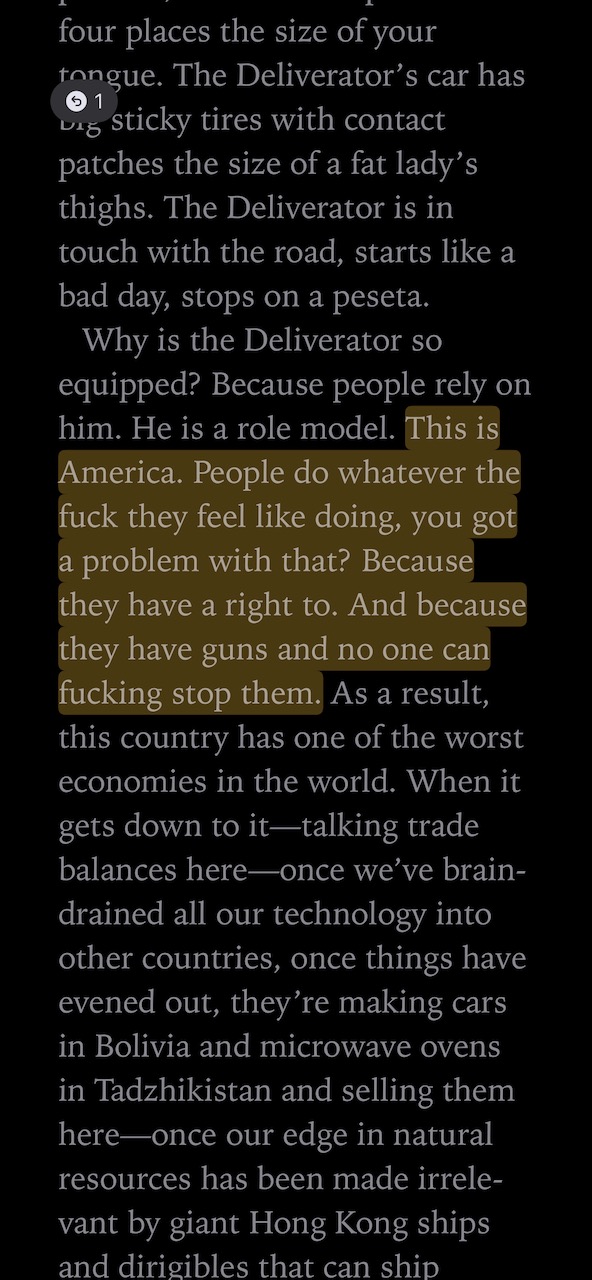 four places the size of your
tongue. The Deliverator's car has
1
big sticky tires with contact
patches the size of a fat lady's
thighs. The Deliverator is in
touch with the road, starts like a
bad day, stops on a peseta.
Why is the Deliverator so
equipped? Because people rely on
him. He is a role model. This is
America. People do whatever the
fuck they feel like doing, you got
a problem with that? Because
they have a right to. And because
they have guns and no one can
fucking stop them. As a result,
this country has one of the worst
economies in the world. When it
gets down to it—talking trade
balances here—once we've brain-
drained all our technology into
other countries, once things have
evened out, they're making cars
in Bolivia and microwave ovens
in Tadzhikistan and selling them
here—once our edge in natural
resources has been made irrele-
vant by giant Hong Kong ships
and dirigibles that can ship